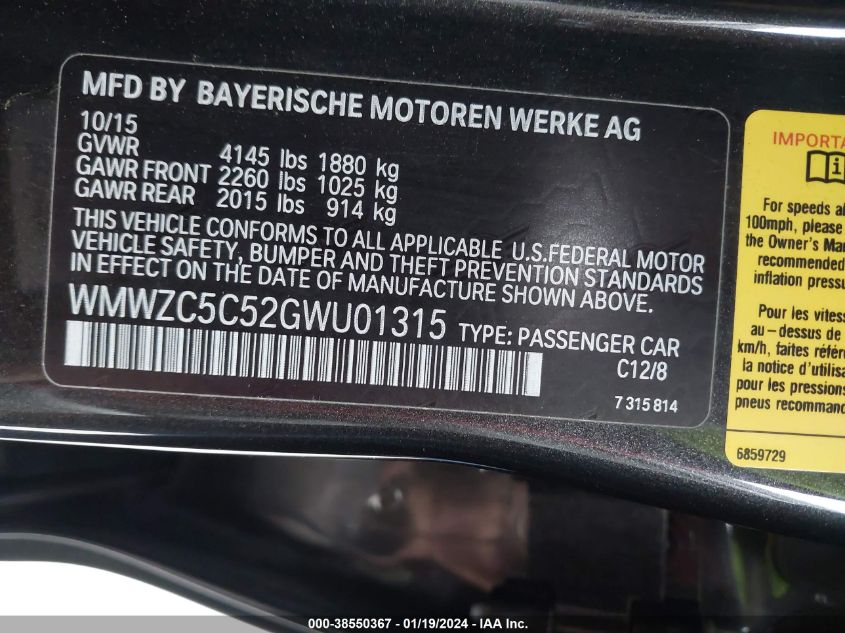 MFD BY BAYERISCHE MOTOREN WERKE AG
10/15
GVWR 4145 lbs 1880 kg
GAWR FRONT 2260 lbs 1025 kg
GAWR REAR 2015 lbs 914 kg
THIS VEHICLE CONFORMS TO ALL APPLICABLE U.S.FEDERAL MOTOR
VEHICLE SAFETY, BUMPER AND THEFT PREVENTION STANDARDS
IN EFFECT ON THE DATE OF MANUFACTURE SHOWN ABOVE.
WMWZC5C52GWU01315 TYPE: PASSENGER CAR
C12/8
7 315 814
IMPORTA
For speeds a
100mph, please
the Owner's Man
recommended
inflation pressu
Pour les vitess
au-dessus de
km/h, faites référe
la notice d'utilisa
pour les pressions
pneus recommand
6859729
000-38550367 - 01/19/2024 - IAA Inc.